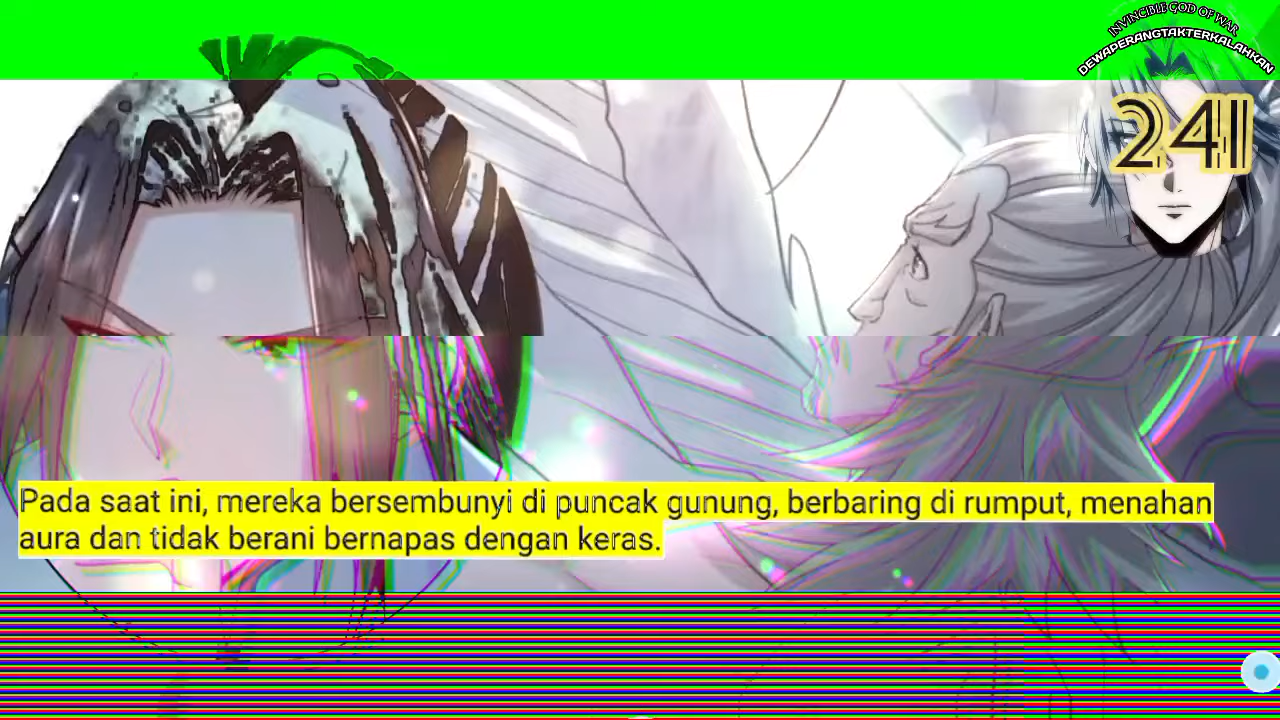 INVINCIBLE GOD OF WAR
DEWAPERANGTAKTERKALAHKAN
241
Pada saat ini, mereka bersembunyi di puncak gunung, berbaring di rumput, menahan
aura dan tidak berani bernapas dengan keras.